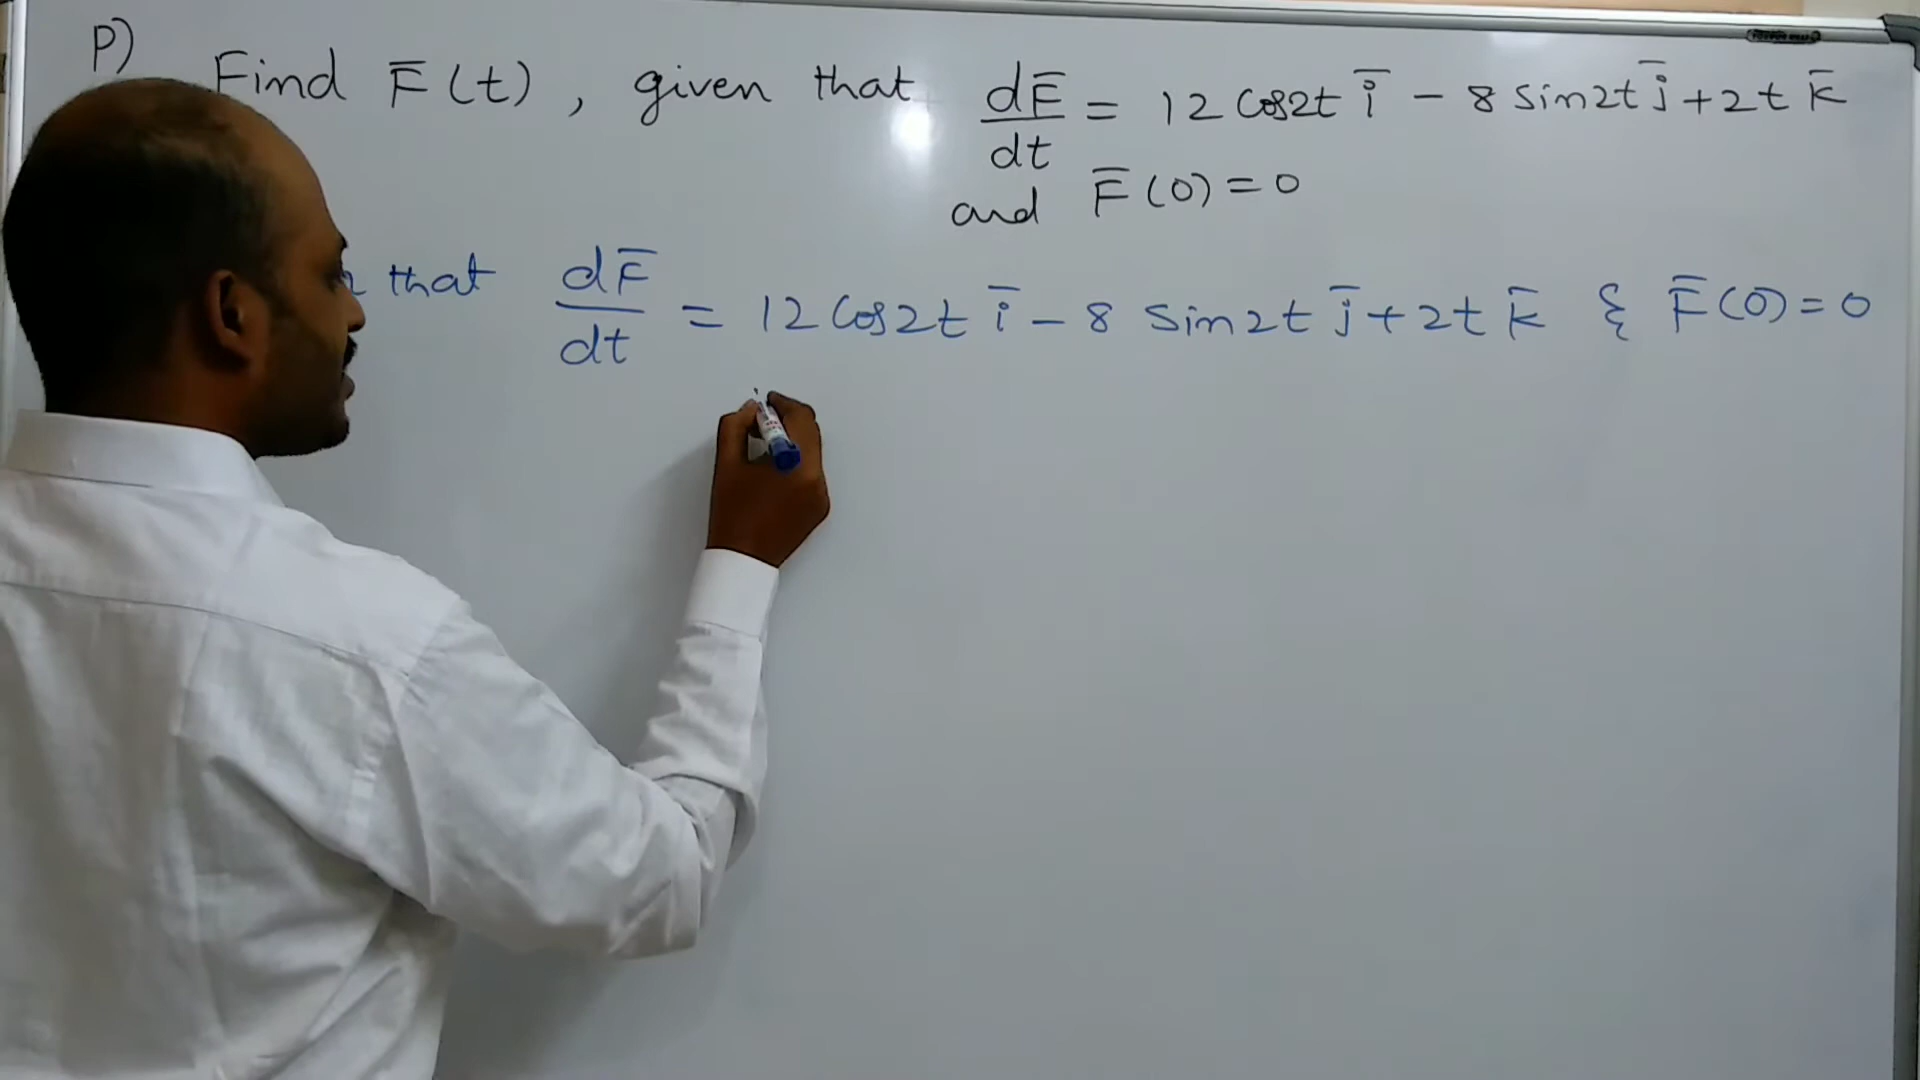 P) Find F̅(t), given that dF̅/dt = 12 cos2t i̅ - 8 sin2t j̅ + 2t k̅
and F̅(0) = 0
that dF̅/dt = 12 cos2t i̅ - 8 sin2t j̅ + 2t k̅ & F̅(0) = 0